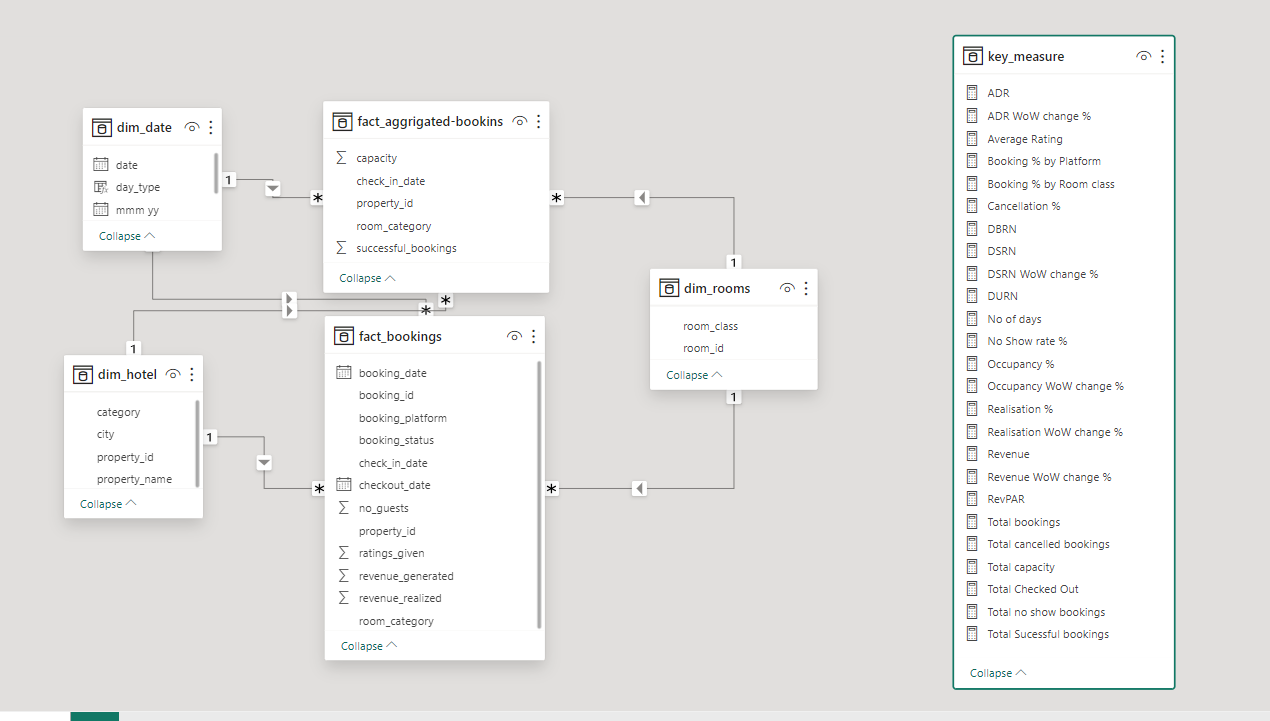 dim_date
date
day_type
mmm yy
Collapse
1
*
fact_aggrigated-bookins
capacity
check_in_date
property_id
room_category
successful_bookings
Collapse
*
1
*
*
dim_rooms
room_class
room_id
Collapse
1
1
dim_hotel
category
city
property_id
property_name
Collapse
1
*
fact_bookings
booking_date
booking_id
booking_platform
booking_status
check_in_date
checkout_date
no_guests
property_id
ratings_given
revenue_generated
revenue_realized
room_category
Collapse
*
key_measure
ADR
ADR WoW change %
Average Rating
Booking % by Platform
Booking % by Room class
Cancellation %
DBRN
DSRN
DSRN WoW change %
DURN
No of days
No Show rate %
Occupancy %
Occupancy WoW change %
Realisation %
Realisation WoW change %
Revenue
Revenue WoW change %
RevPAR
Total bookings
Total cancelled bookings
Total capacity
Total Checked Out
Total no show bookings
Total Sucessful bookings
Collapse